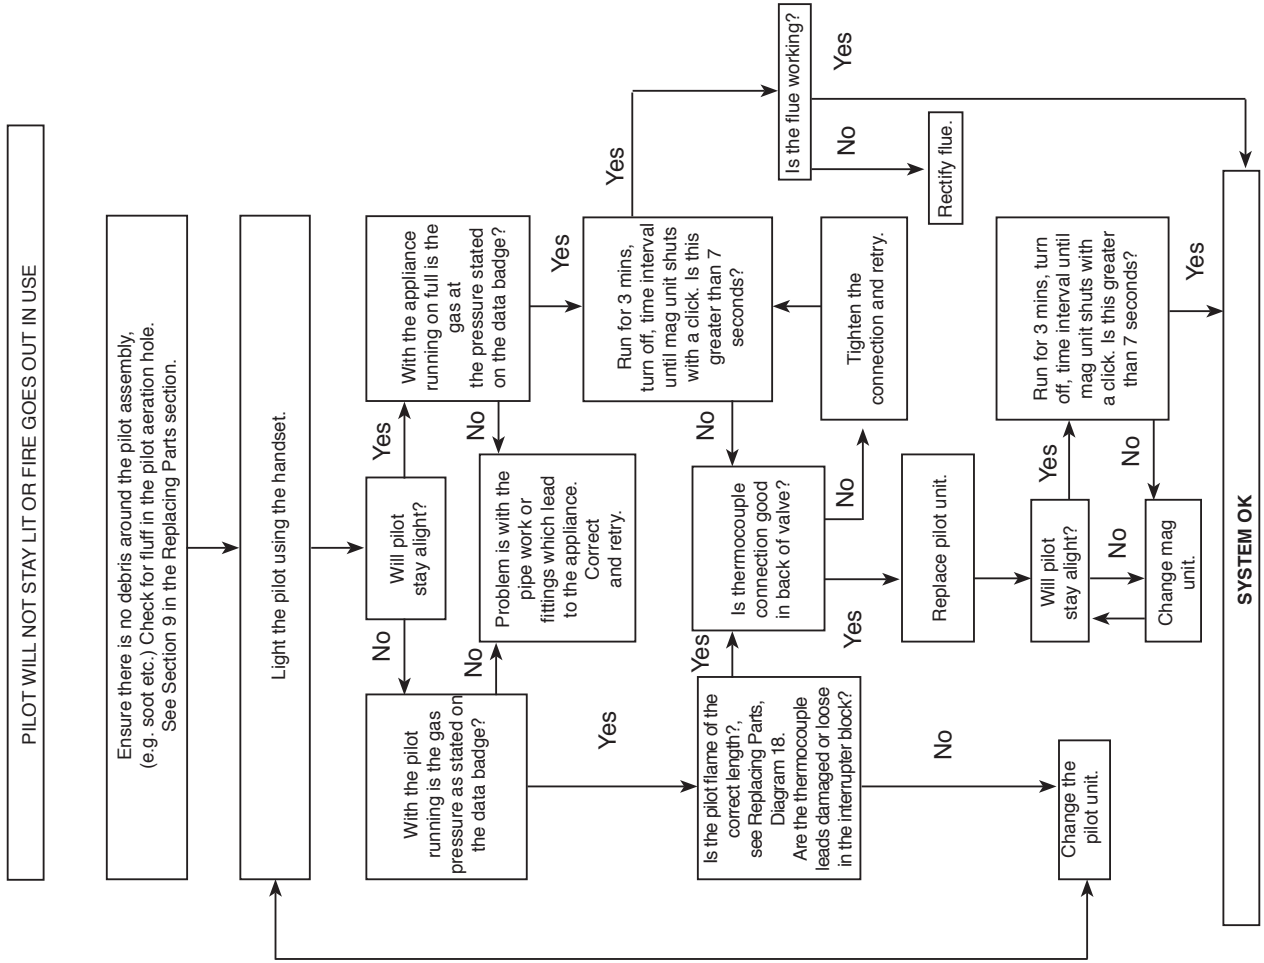 PILOT WILL NOT STAY LIT OR FIRE GOES OUT IN USE
Ensure there is no debris around the pilot assembly,
(e.g. soot etc.) Check for fluff in the pilot aeration hole.
See Section 9 in the Replacing Parts section.
Light the pilot using the handset.
Will pilot
stay alight?
No
Yes
With the pilot
running is the gas
pressure as stated on
the data badge?
With the appliance
running on full is the
gas at
the pressure stated
on the data badge?
No
No
Problem is with the
pipe work or
fittings which lead
to the appliance.
Correct
and retry.
Yes
Yes
Is the pilot flame of the
correct length?,
see Replacing Parts,
Diagram 18.
Are the thermocouple
leads damaged or loose
in the interrupter block?
Yes
Is thermocouple
connection good
in back of valve?
No
Run for 3 mins,
turn off, time interval
until mag unit shuts
with a click. Is this
greater than 7
seconds?
Yes
Is the flue working?
No
Yes
Rectify flue.
No
Tighten the
connection and retry.
Yes
Replace pilot unit.
No
Change the
pilot unit.
Will pilot
stay alight?
Yes
No
Change mag
unit.
Run for 3 mins, turn
off, time interval until
mag unit shuts with
a click. Is this greater
than 7 seconds?
No
Yes
SYSTEM OK